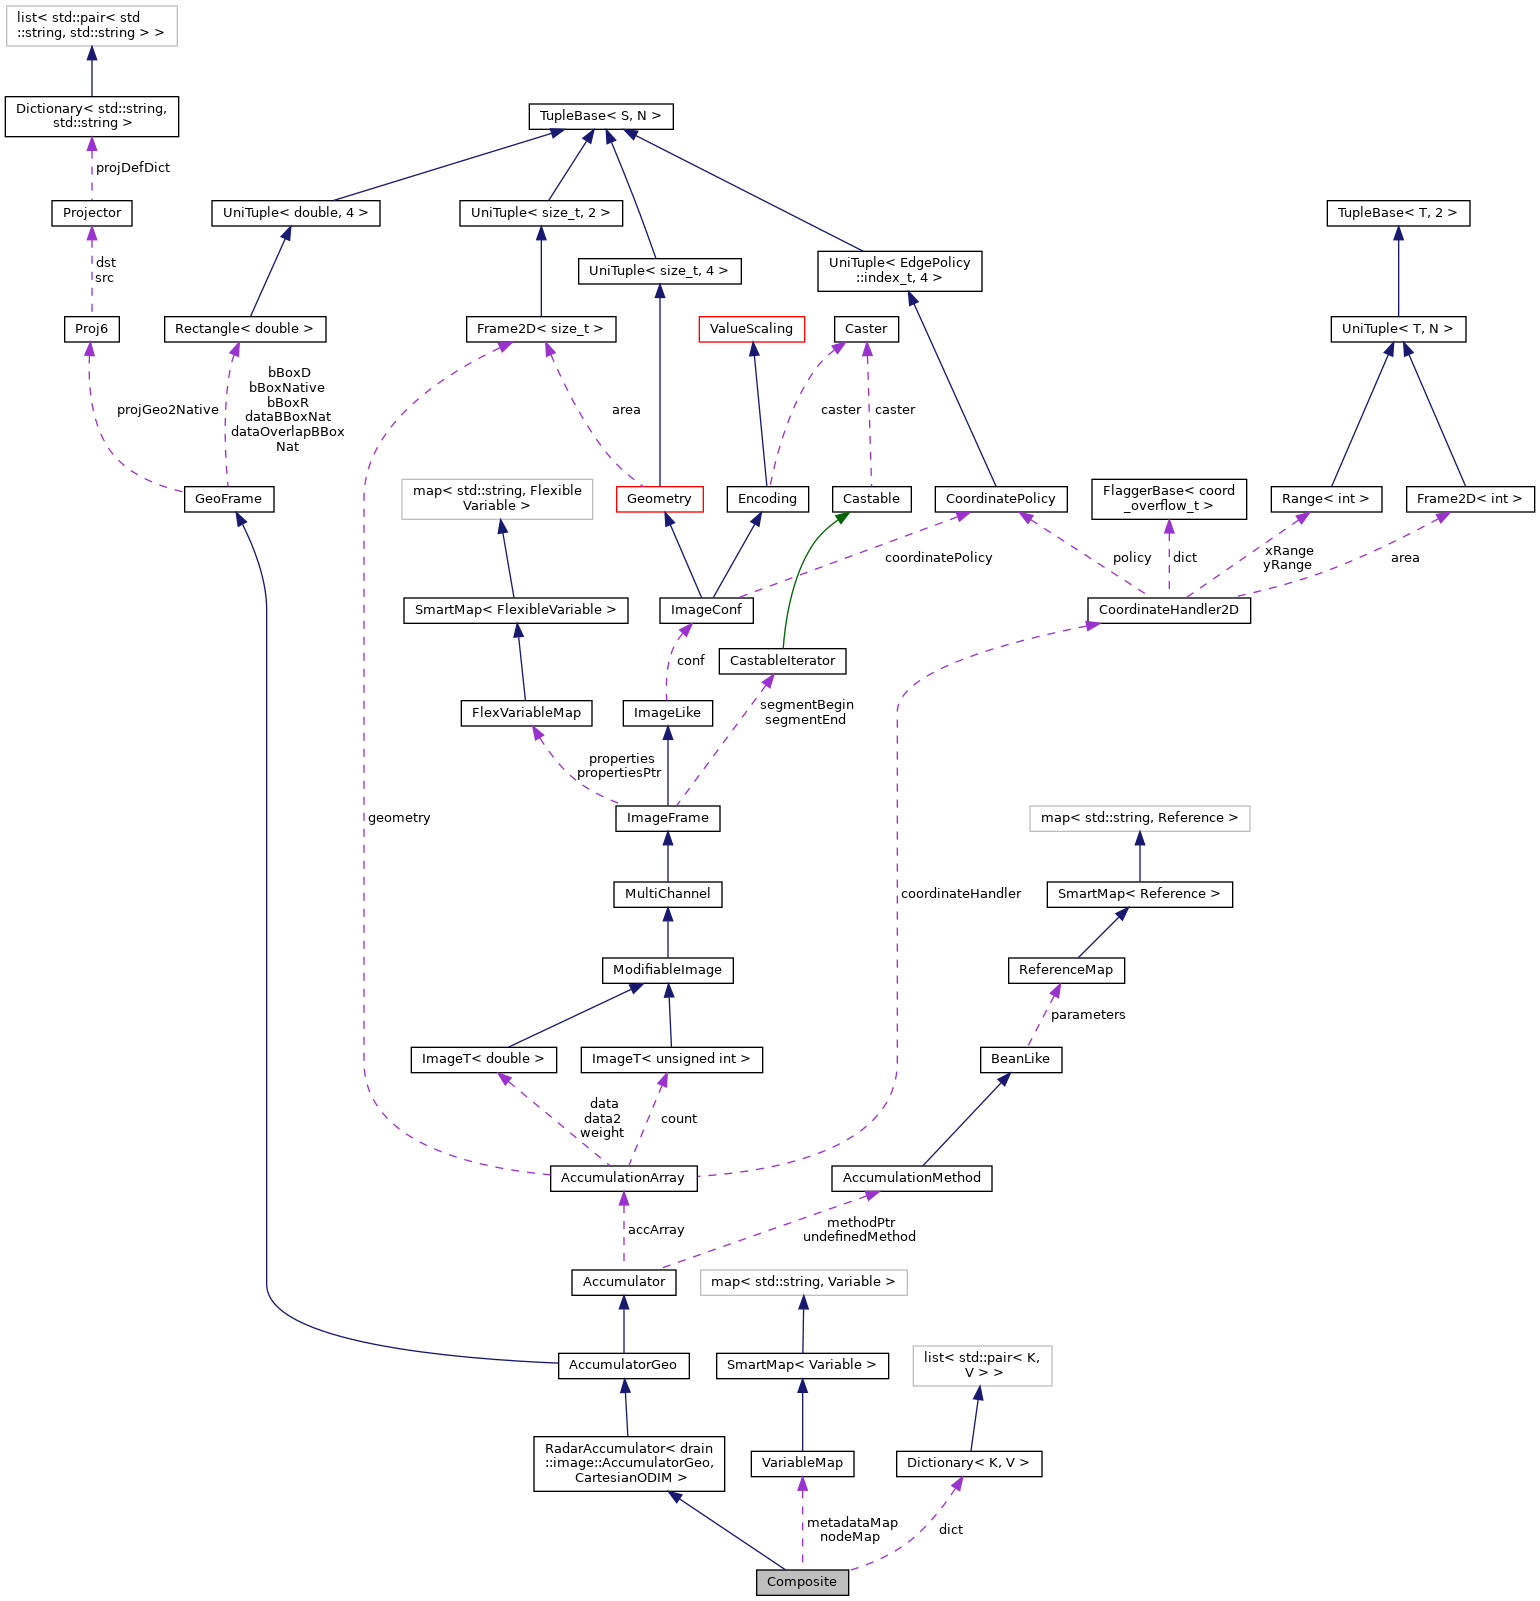 list< std::pair< std
::string, std::string > >
Dictionary< std::string,
std::string >
TupleBase< S, N >
projDefDict
Projector
UniTuple< double, 4 >
UniTuple< size_t, 2 >
TupleBase< T, 2 >
dst
src
UniTuple< size_t, 4 >
UniTuple< EdgePolicy
::index_t, 4 >
Proj6
Rectangle< double >
Frame2D< size_t >
ValueScaling
Caster
UniTuple< T, N >
projGeo2Native
bBoxD
bBoxNative
bBoxR
dataBBoxNat
dataOverlapBBox
Nat
area
caster
caster
GeoFrame
map< std::string, Flexible
Variable >
Geometry
Encoding
Castable
CoordinatePolicy
FlaggerBase< coord
_overflow_t >
Range< int >
Frame2D< int >
coordinatePolicy
policy
dict
xRange
yRange
area
SmartMap< FlexibleVariable >
ImageConf
CoordinateHandler2D
conf
CastableIterator
FlexVariableMap
ImageLike
segmentBegin
segmentEnd
properties
propertiesPtr
geometry
ImageFrame
map< std::string, Reference >
MultiChannel
coordinateHandler
SmartMap< Reference >
ModifiableImage
ReferenceMap
parameters
ImageT< double >
ImageT< unsigned int >
BeanLike
data
data2
weight
count
AccumulationArray
AccumulationMethod
accArray
methodPtr
undefinedMethod
Accumulator
map< std::string, Variable >
AccumulatorGeo
SmartMap< Variable >
list< std::pair< K,
V > >
RadarAccumulator< drain
::image::AccumulatorGeo,
CartesianODIM >
VariableMap
Dictionary< K, V >
metadataMap
nodeMap
dict
Composite